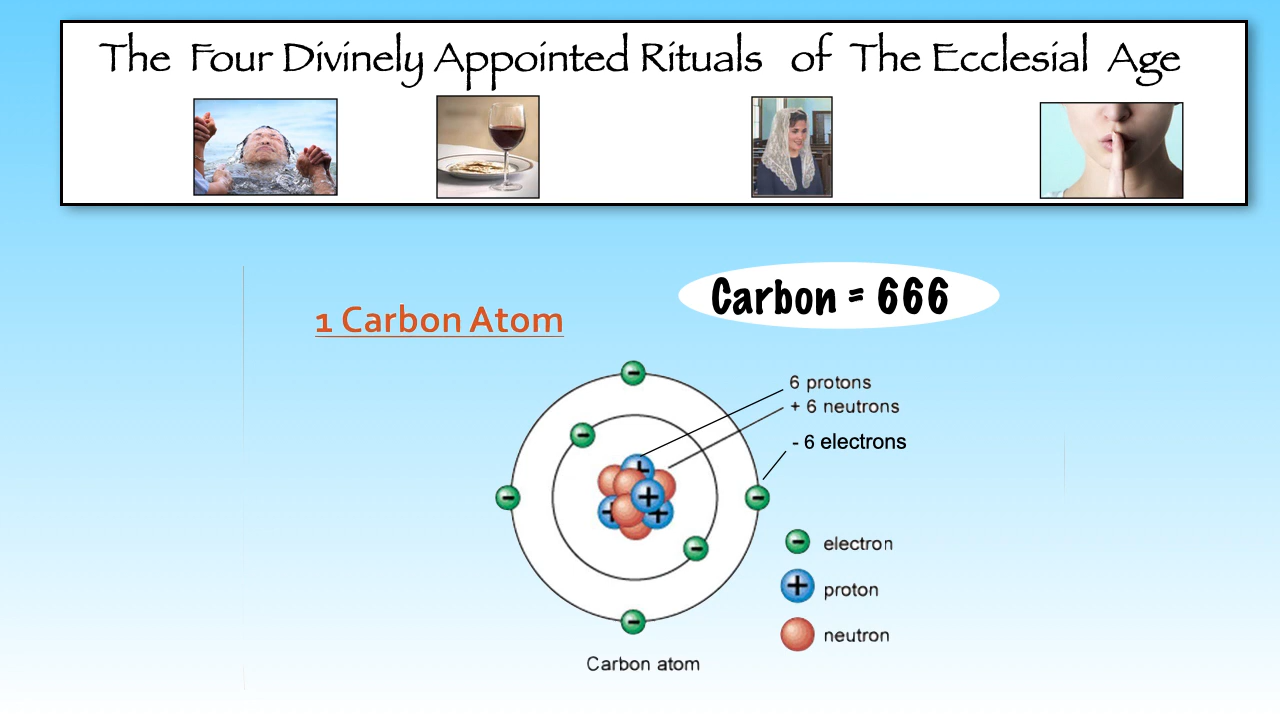 The Four Divinely Appointed Rituals of The Ecclesial Age
Carbon = 666
1 Carbon Atom
6 protons
+ 6 neutrons
- 6 electrons
electron
proton
neutron
Carbon atom